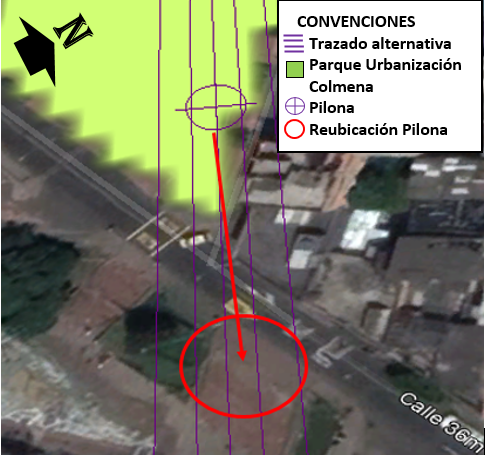 N
CONVENCIONES
Trazado alternativa
Parque Urbanización
Colmena
Pilona
Reubicación Pilona
Calle 36m